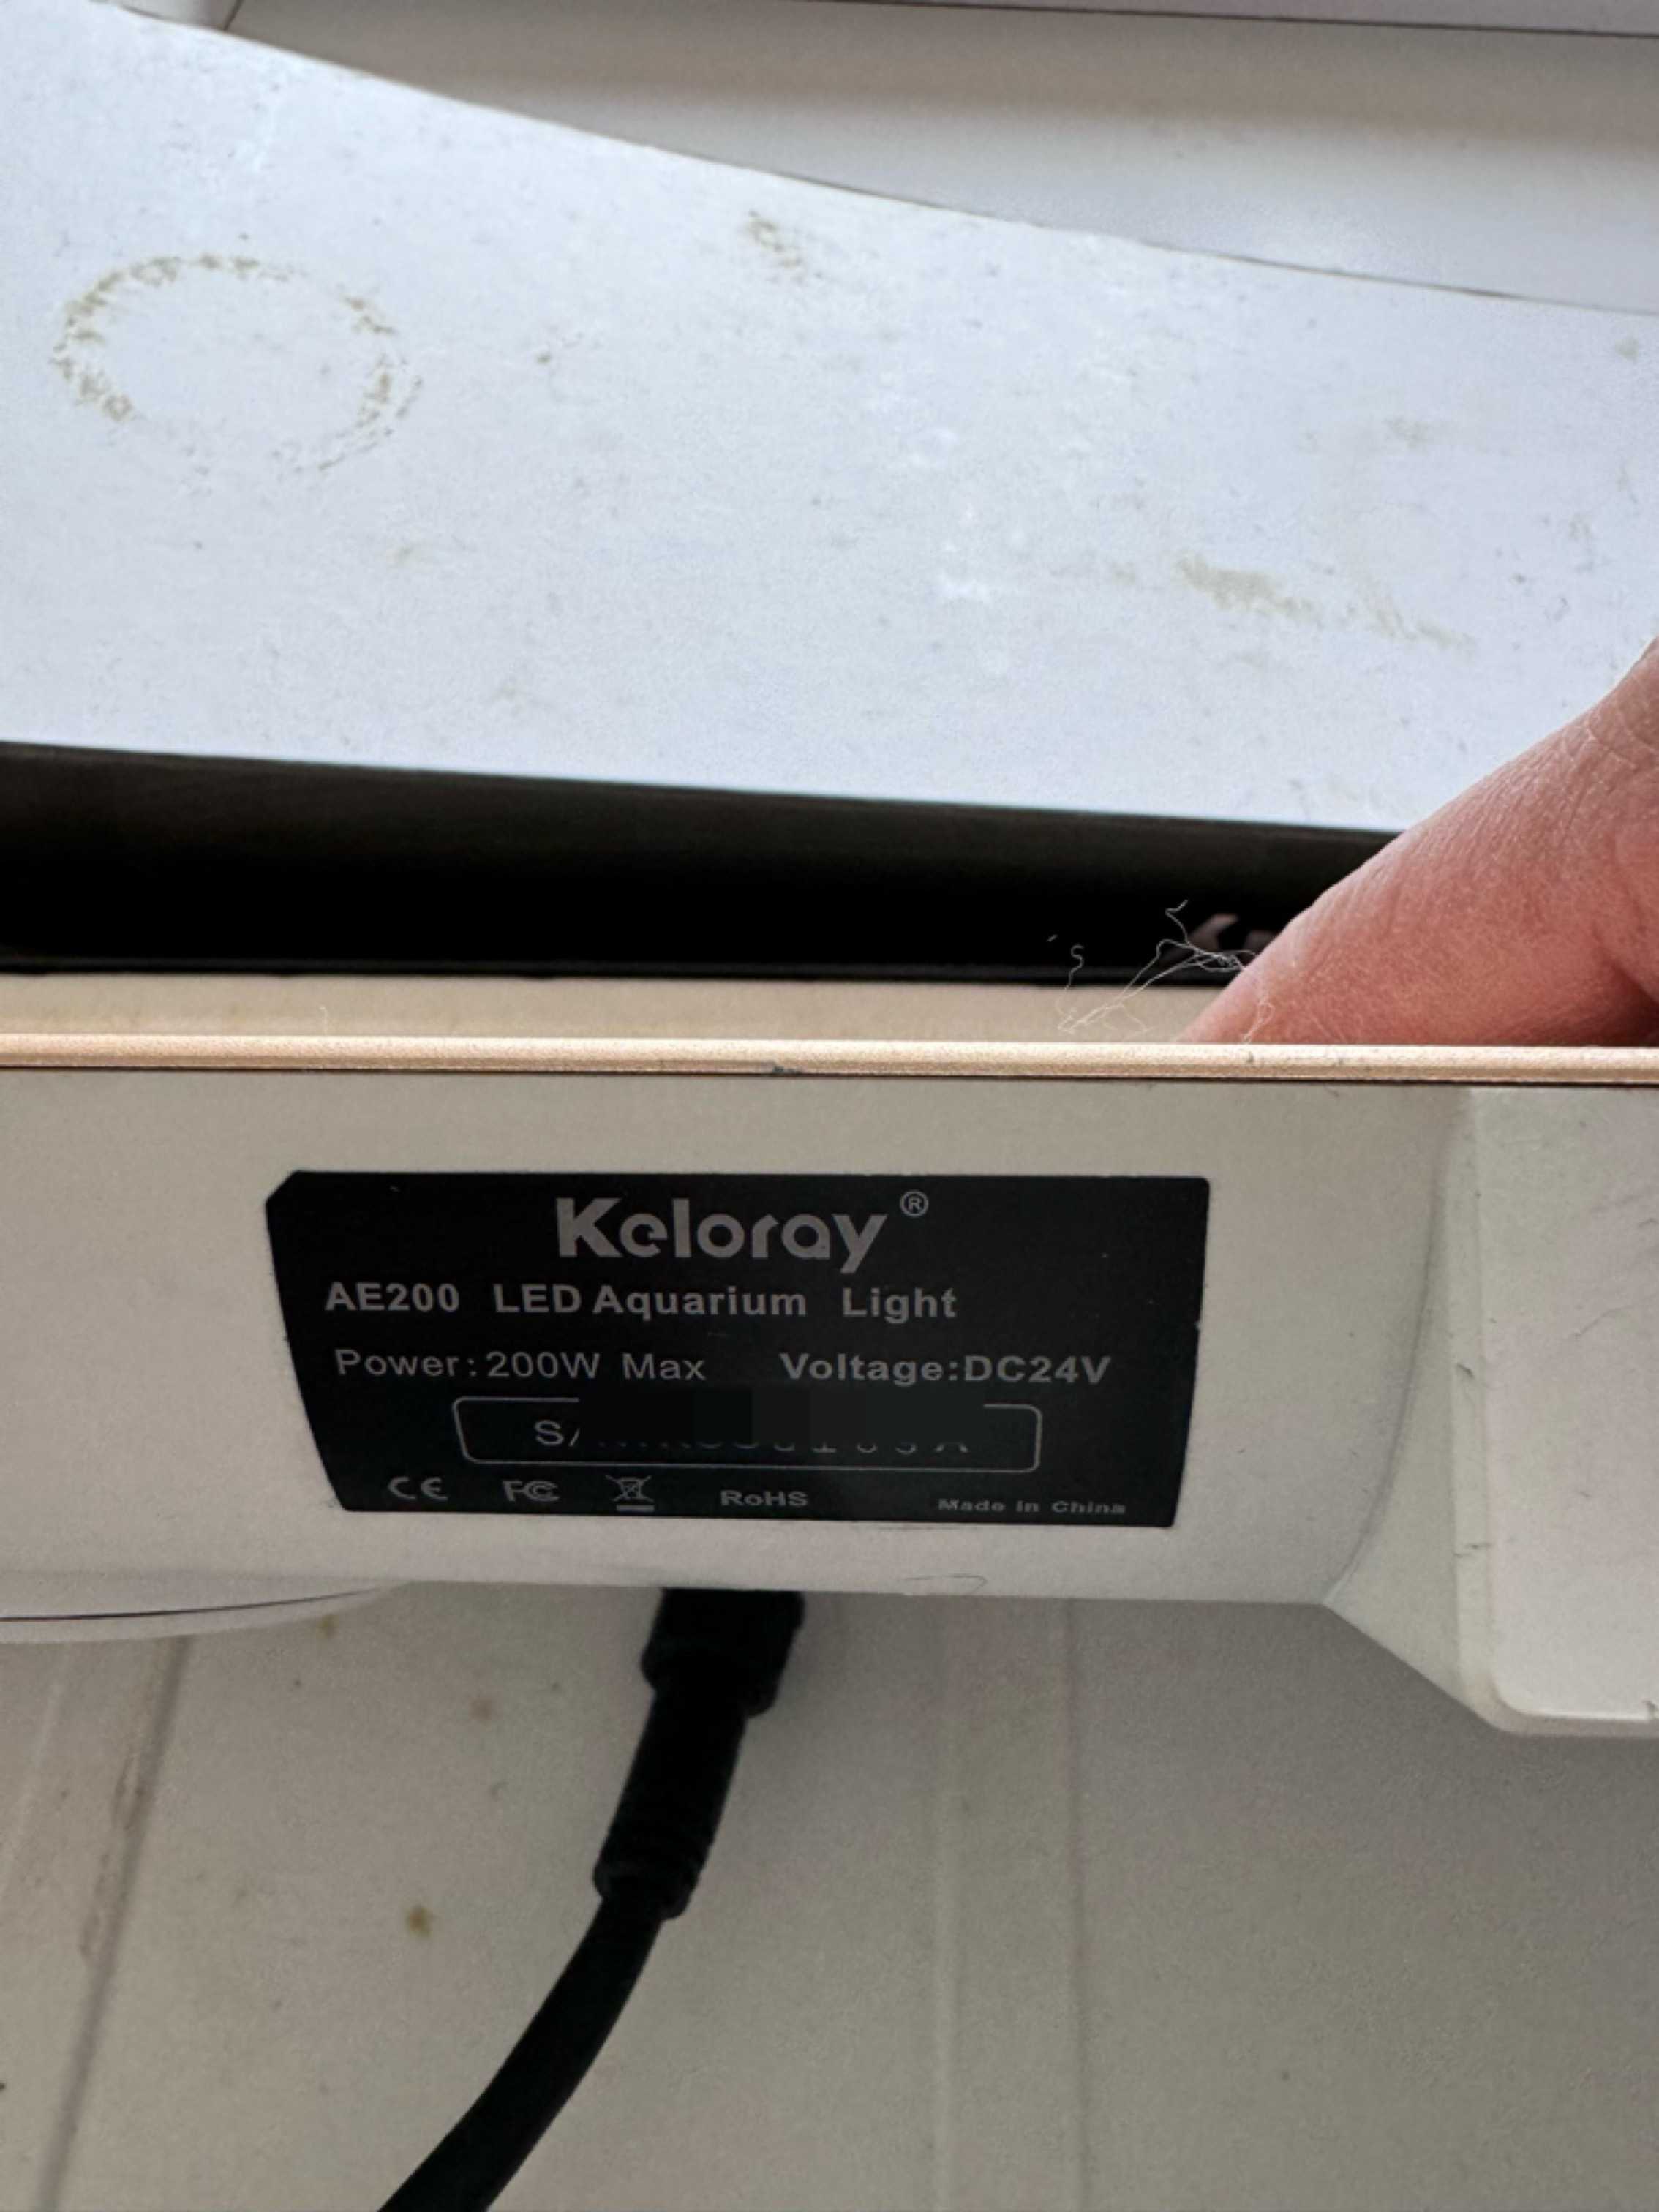 Keloray®
AE200 LED Aquarium Light
Power: 200W Max Voltage:DC24V
CE FC RoHS Made in China